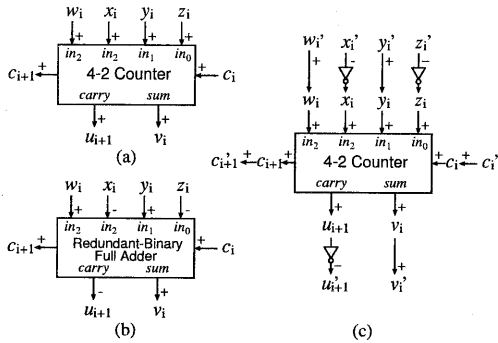 wi xi yi zi
+ + + +
in2 in2 in1 in0
ci+1 + 4-2 Counter + ci
carry sum
+ +
ui+1 vi
(a)
wi xi yi zi
+ - + -
in2 in2 in1 in0
ci+1 + Redundant-Binary + ci
Full Adder
carry sum
- +
ui+1 vi
(b)
wi' xi' yi' zi'
+ - + -
wi xi yi zi
+ + + +
in2 in2 in1 in0
ci+1' + ci+1 + 4-2 Counter + ci + ci'
carry sum
+ +
ui+1 vi
- +
ui+1' vi'
(c)